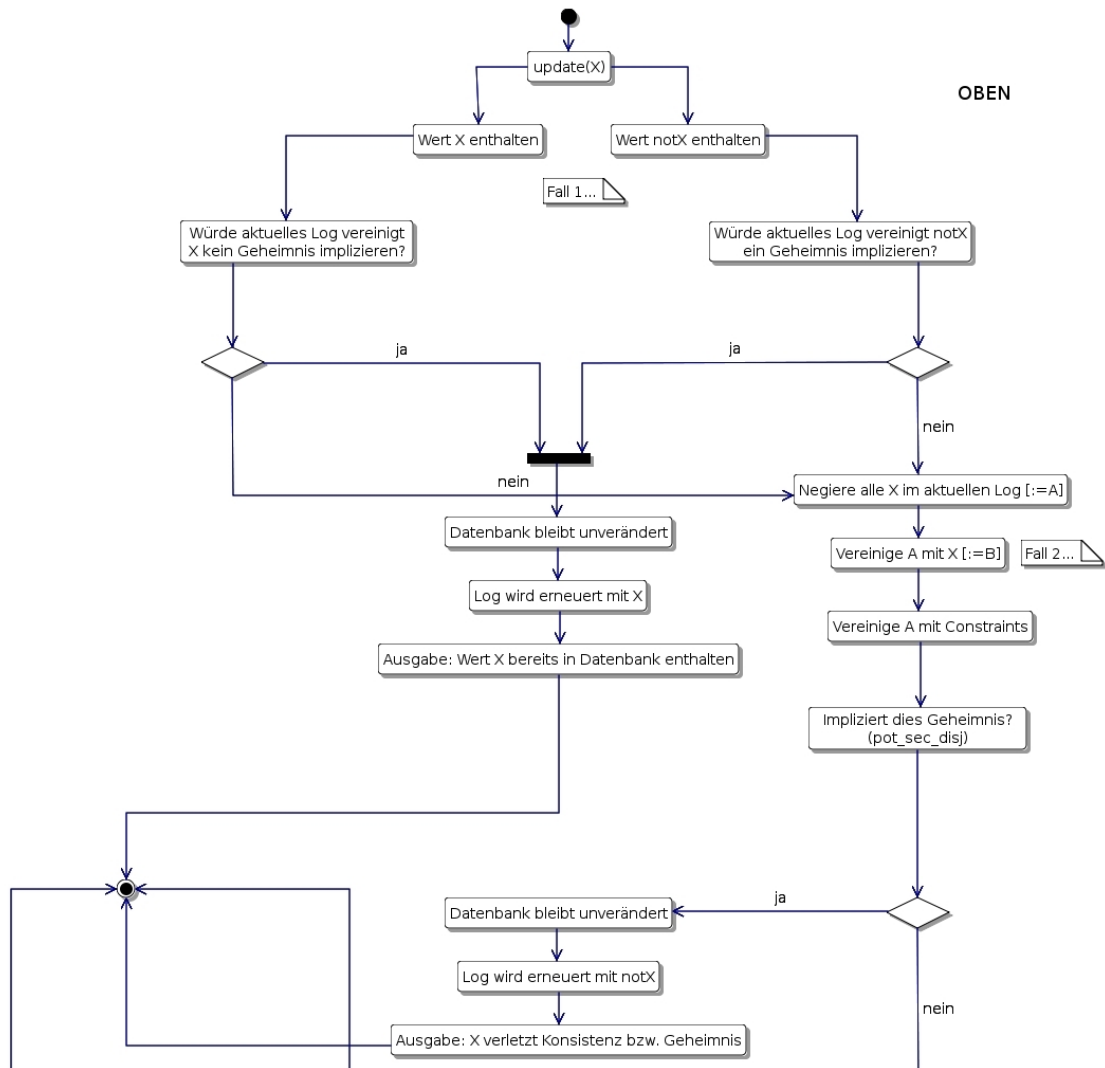 update(X)
OBEN
Wert X enthalten
Wert notX enthalten
Fall 1...
Würde aktuelles Log vereinigt
X kein Geheimnis implizieren?
Würde aktuelles Log vereinigt notX
ein Geheimnis implizieren?
ja
ja
nein
nein
Negiere alle X im aktuellen Log [:=A]
Datenbank bleibt unverändert
Vereinige A mit X [:=B]
Fall 2...
Log wird erneuert mit X
Vereinige A mit Constraints
Ausgabe: Wert X bereits in Datenbank enthalten
Impliziert dies Geheimnis?
(pot_sec_disj)
ja
Datenbank bleibt unverändert
Log wird erneuert mit notX
nein
Ausgabe: X verletzt Konsistenz bzw. Geheimnis